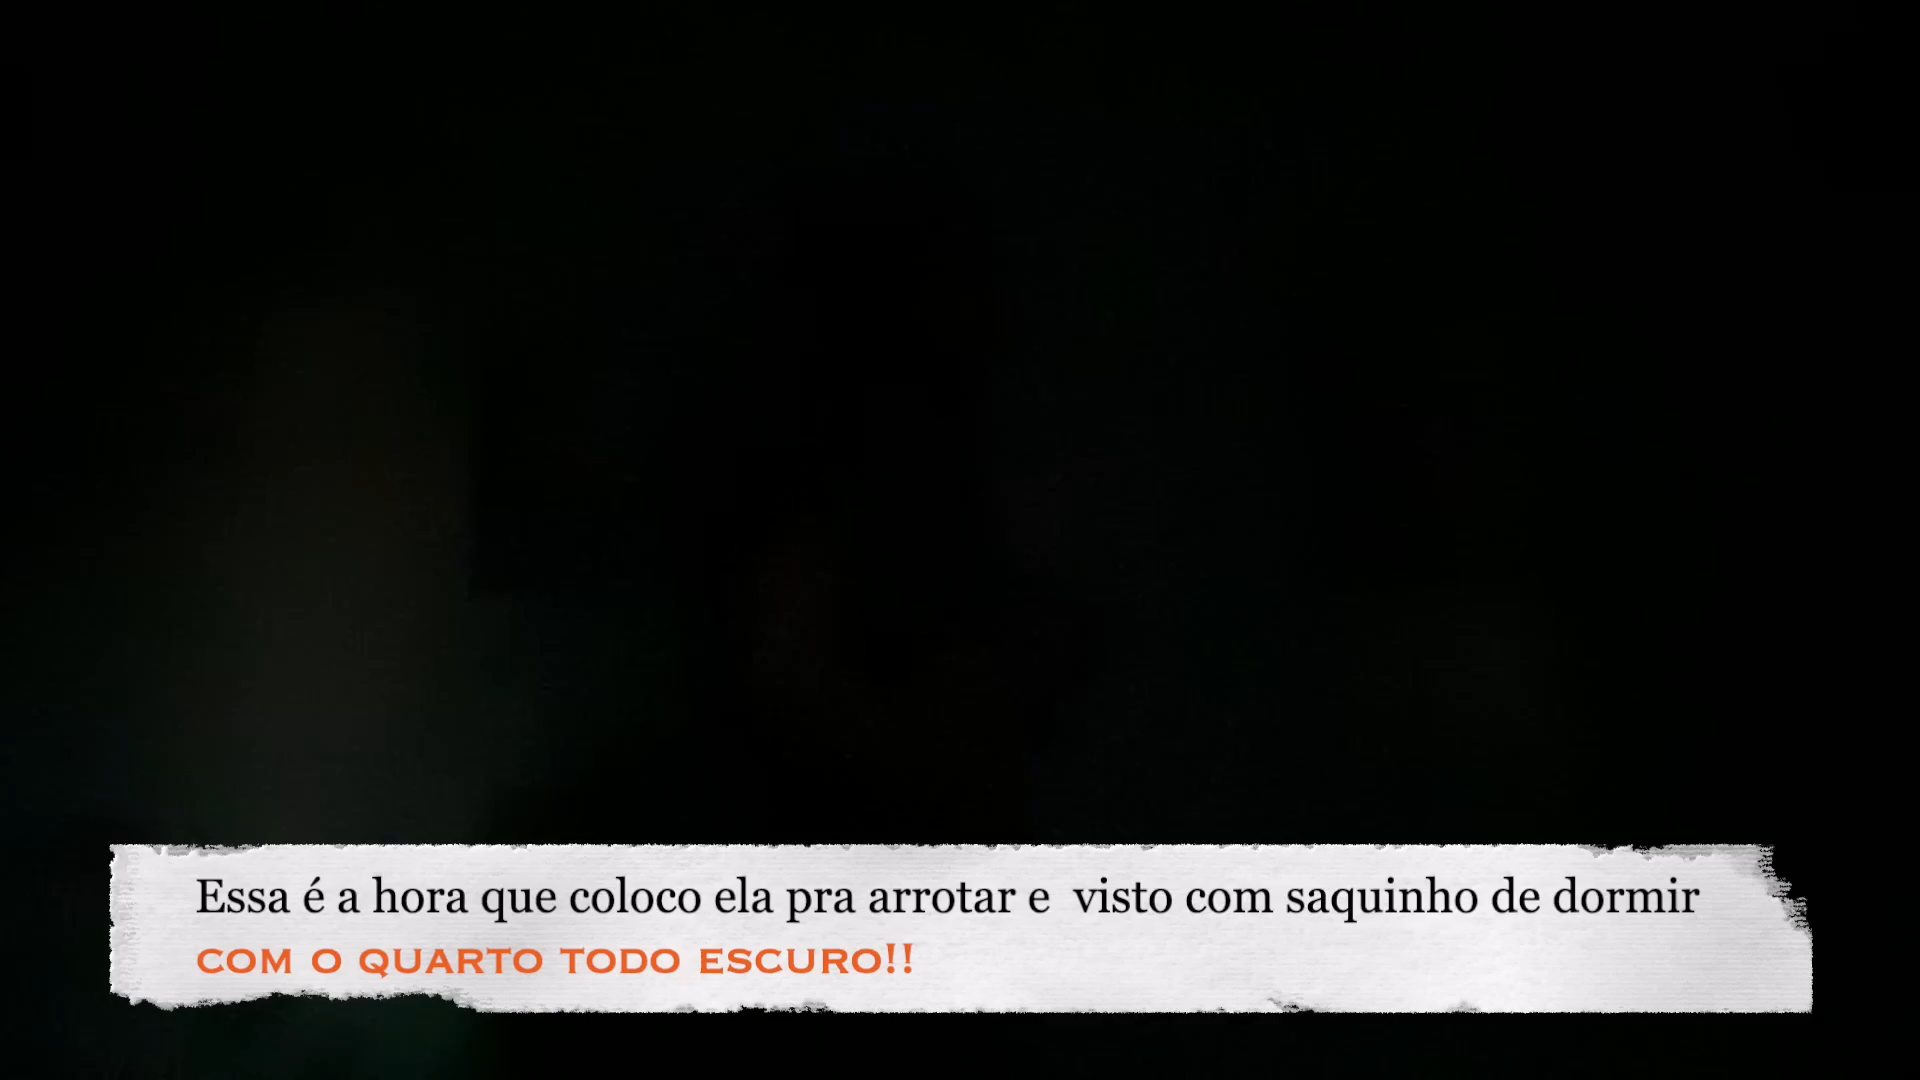 Essa é a hora que coloco ela pra arrotar e  visto com saquinho de dormir
COM O QUARTO TODO ESCURO!!